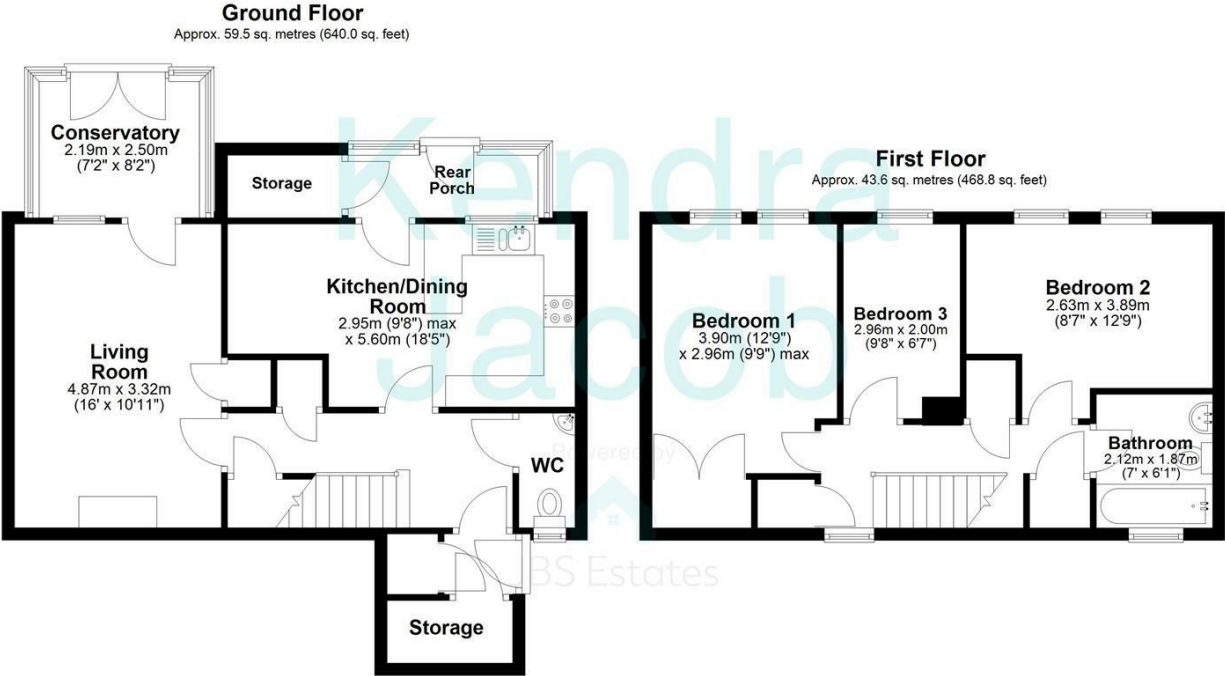 Ground Floor
Approx. 59.5 sq. metres (640.0 sq. feet)
Conservatory
2.19m x 2.50m
(7'2" x 8'2")
Storage
Rear
Porch
Kitchen/Dining
Room
2.95m (9'8") max
x 5.60m (18'5")
Living
Room
4.87m x 3.32m
(16' x 10'11")
WC
Storage
First Floor
Approx. 43.6 sq. metres (468.8 sq. feet)
Bedroom 1
3.90m (12'9")
x 2.96m (9'9") max
Bedroom 3
2.96m x 2.00m
(9'8" x 6'7")
Bedroom 2
2.63m x 3.89m
(8'7" x 12'9")
Bathroom
2.12m x 1.87m
(7' x 6'1")
Kendra
Jacob
Powered by
JBS Estates